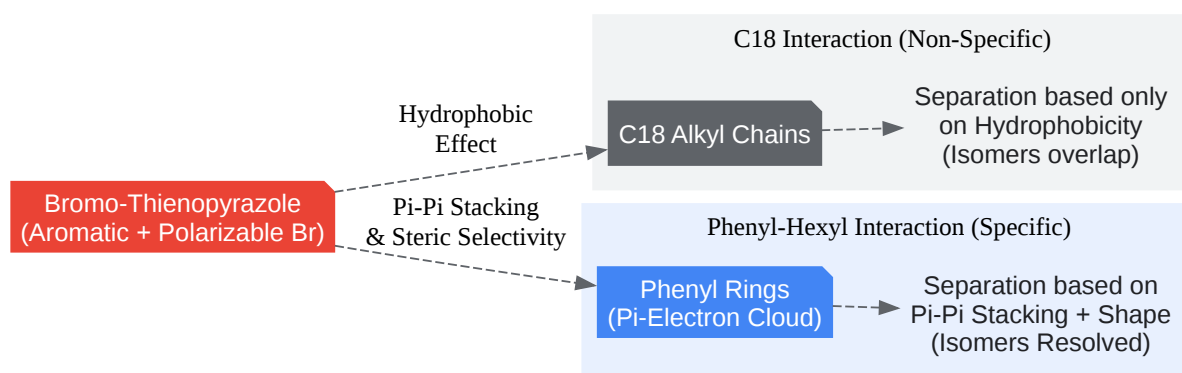 C18 Interaction (Non-Specific)
Hydrophobic
Effect
C18 Alkyl Chains
Separation based only
on Hydrophobicity
(Isomers overlap)
Bromo-Thienopyrazole
(Aromatic + Polarizable Br)
Pi-Pi Stacking
& Steric Selectivity
Phenyl-Hexyl Interaction (Specific)
Phenyl Rings
(Pi-Electron Cloud)
Separation based on
Pi-Pi Stacking + Shape
(Isomers Resolved)